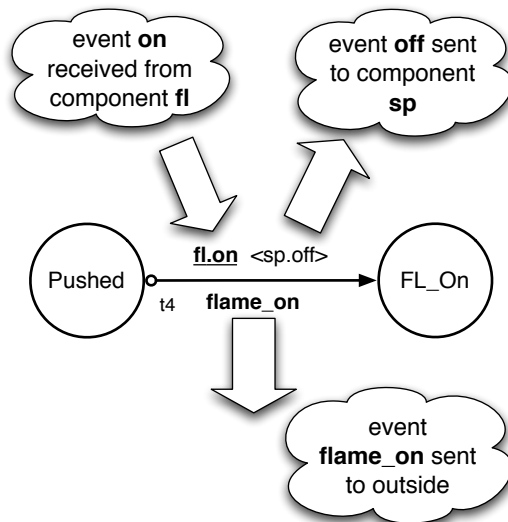 event on
received from
component fl
event off sent
to component
sp
fl.on <sp.off>
Pushed
FL_On
t4
flame_on
event
flame_on sent
to outside